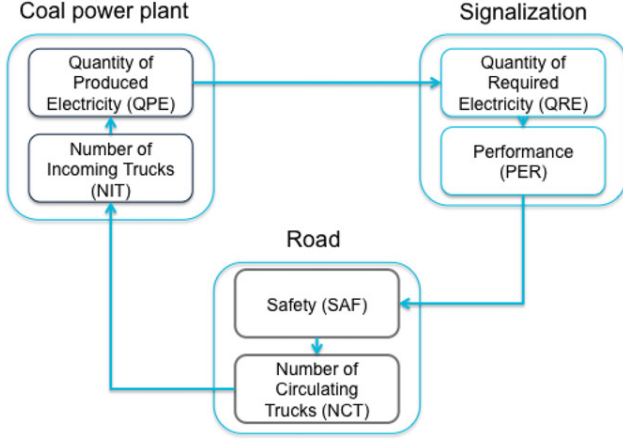 Coal power plant
Quantity of
Produced
Electricity (QPE)
Number of
Incoming Trucks
(NIT)
Signalization
Quantity of
Required
Electricity (QRE)
Performance
(PER)
Road
Safety (SAF)
Number of
Circulating
Trucks (NCT)